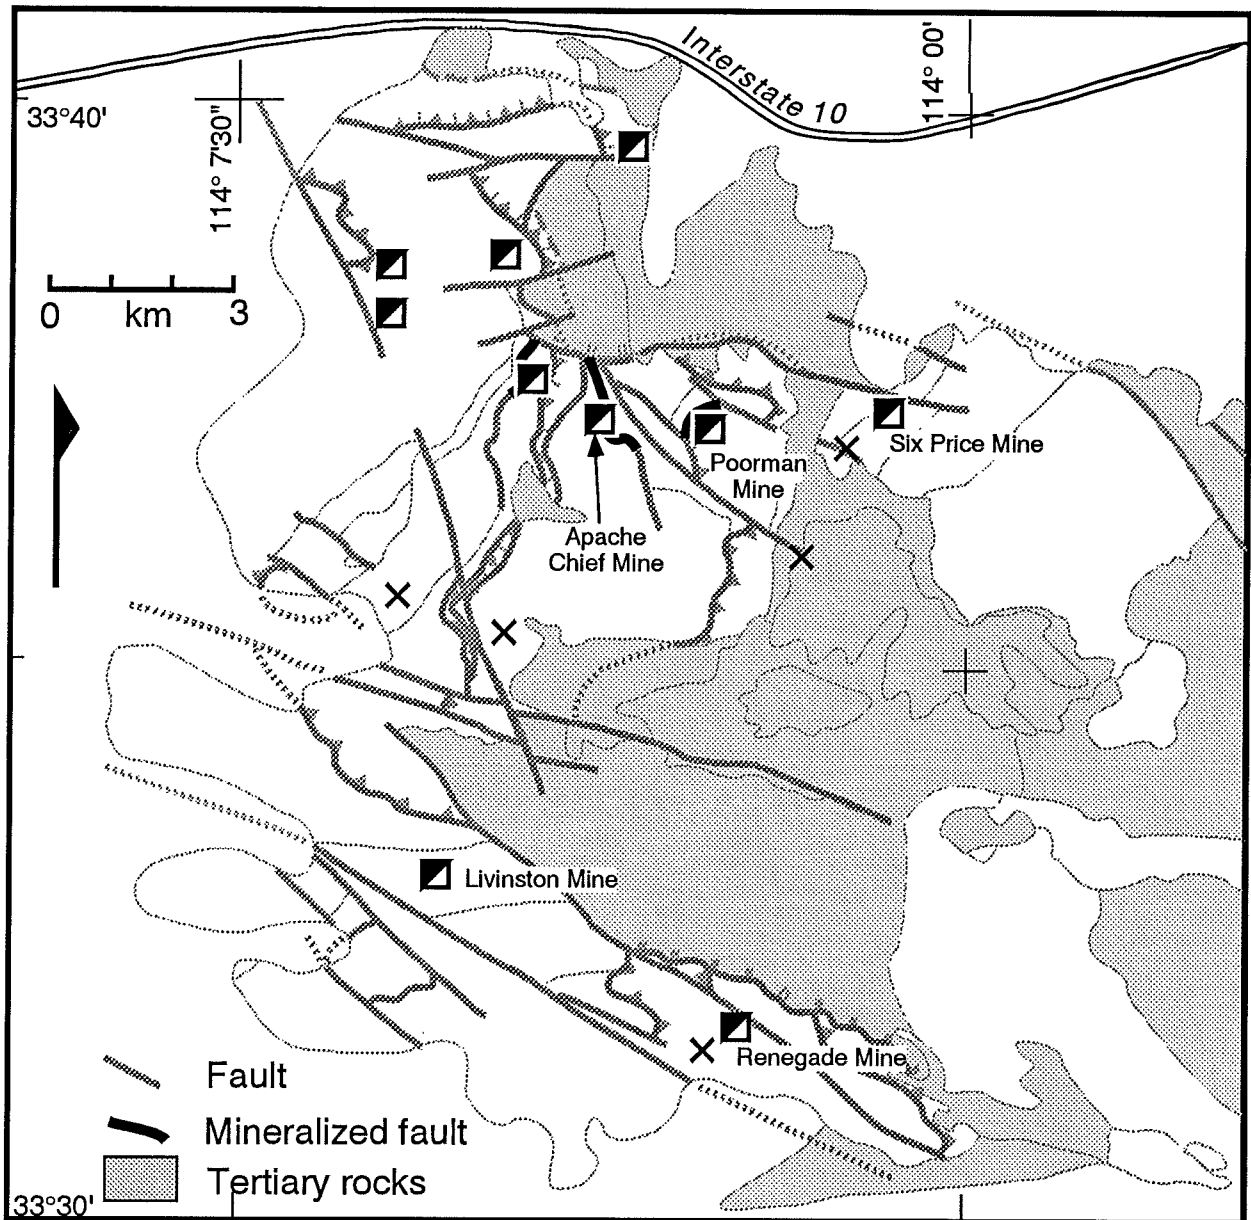 Interstate 10
114° 00'
33°40'
114° 7'30"
0 km 3
Six Price Mine
Poorman
Mine
Apache
Chief Mine
Livinston Mine
Renegade Mine
Fault
Mineralized fault
Tertiary rocks
33°30'